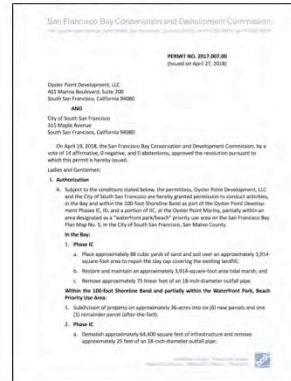 San Francisco Bay Conservation and Development Commission
PERMIT NO. 2017.007.00
(Issued on April 27, 2018)
Oyster Point Development, LLC
401 Marina Boulevard, Suite 200
South San Francisco, California 94080
AND
City of South San Francisco
315 Maple Avenue
South San Francisco, California 94080
On April 19, 2018, the San Francisco Bay Conservation and Development Commission, by a
vote of 14 affirmative, 0 negative, and 0 abstentions, approved the resolution pursuant to
which this permit is hereby issued.
Ladies and Gentlemen:
I. Authorization
A. Subject to the conditions stated below, the permittees, Oyster Point Development, LLC
and the City of South San Francisco are hereby granted permission to conduct activities,
in the Bay and within the 100-foot Shoreline Band as part of the Oyster Point Develop-
ment Phases IC, ID, and a portion of IIC, at the Oyster Point Marina, partially within an
area designated as a "waterfront park/beach" priority use area on the San Francisco Bay
Plan Map No. 5, in the City of South San Francisco, San Mateo County.
In the Bay:
1. Phase IC
a. Place approximately 88 cubic yards of sand and soil over an approximately 3,914-
square-foot area to repair the clay cap covering the existing landfill;
b. Restore and maintain an approximately 3,914-square-foot area tidal marsh; and
c. Remove approximately 75 linear feet of an 18-inch-diameter outfall pipe.
Within the 100-foot Shoreline Band and partially within the Waterfront Park, Beach
Priority Use Area:
1. Subdivision of property on approximately 36-acres into six (6) new parcels and one
(1) remainder parcel (after-the-fact).
2. Phase IC
a. Demolish approximately 64,400 square feet of infrastructure and remove
approximately 25 feet of an 18-inch-diameter outfall pipe;